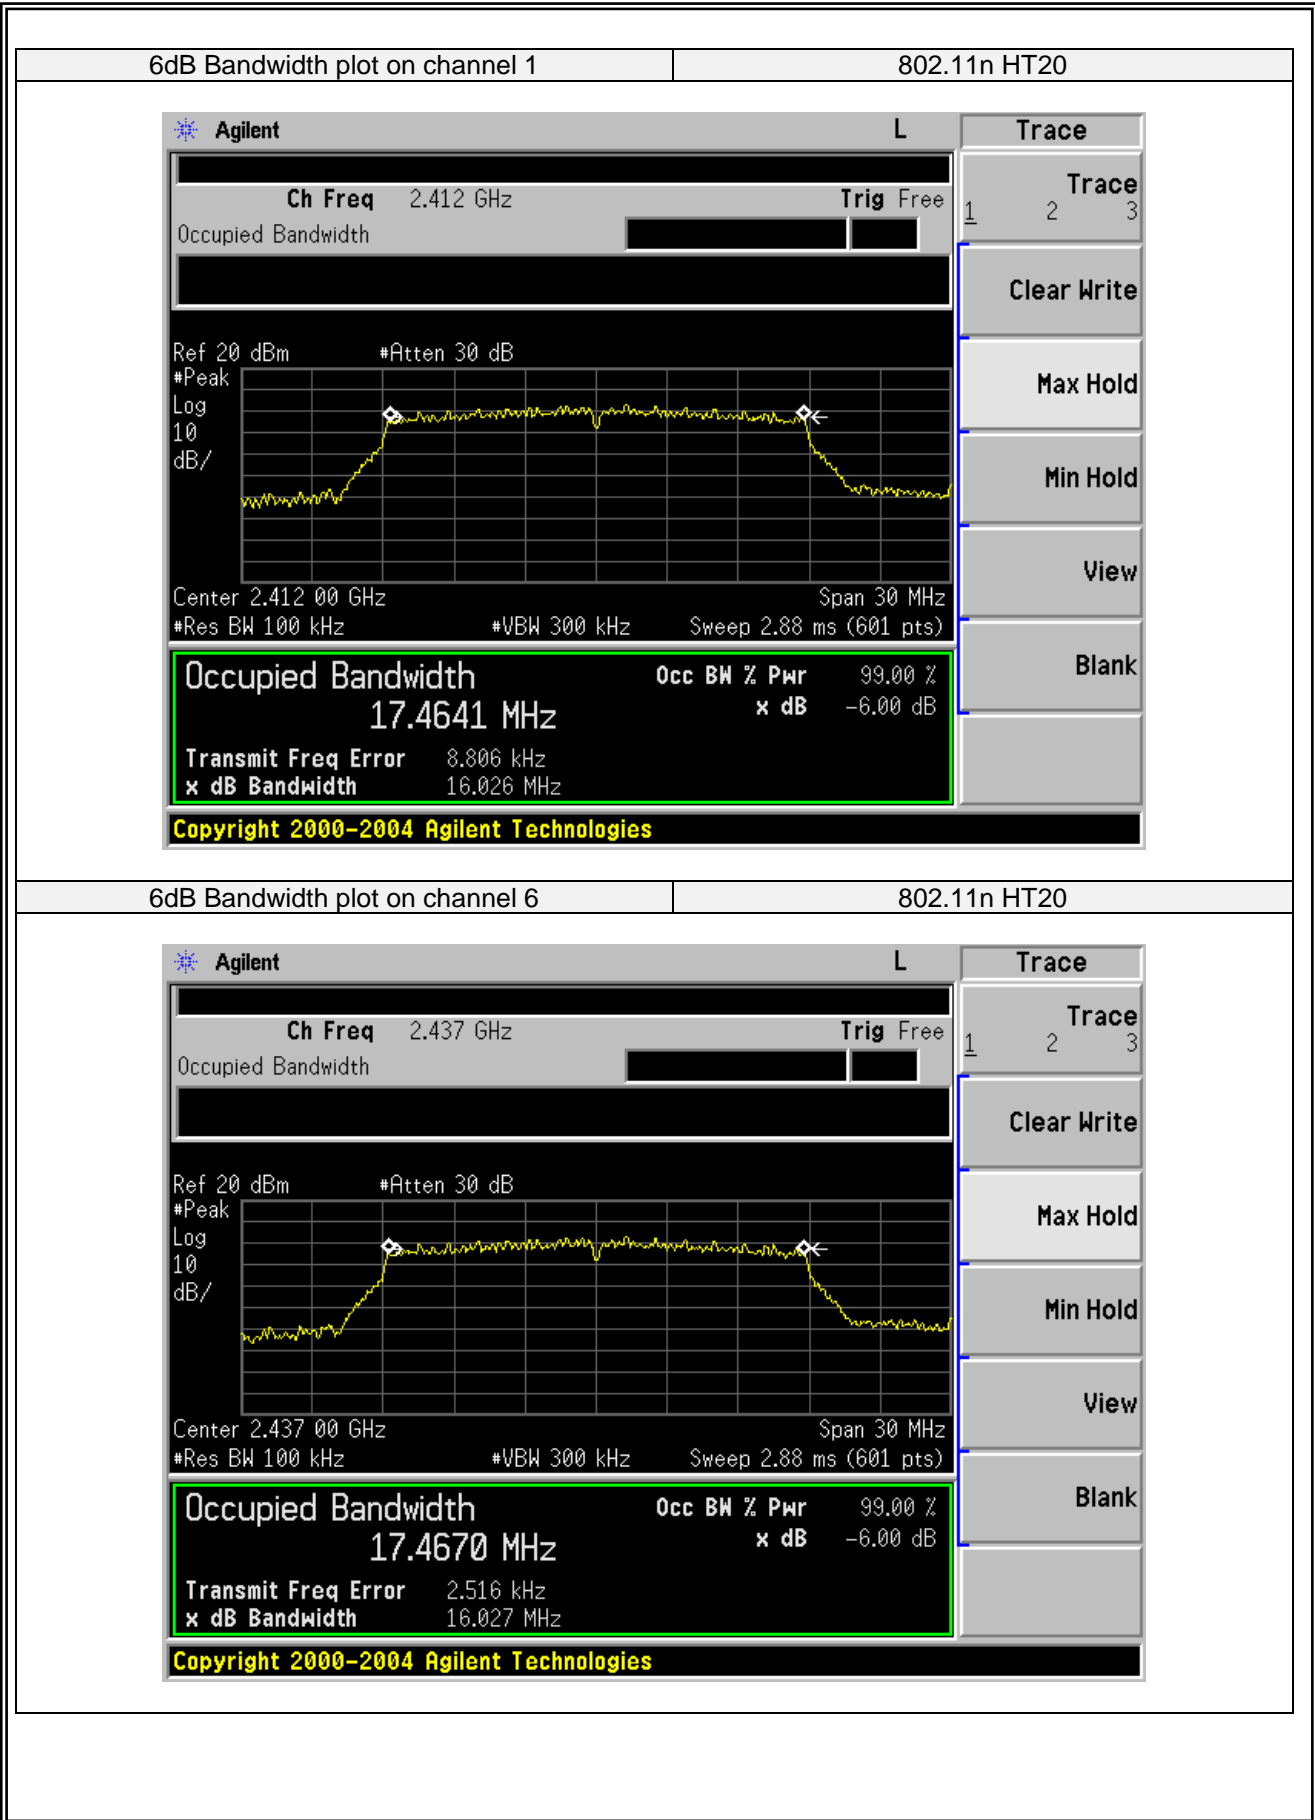 6dB Bandwidth plot on channel 1 802.11n HT20
Agilent L Trace
Ch Freq 2.412 GHz Trig Free
Occupied Bandwidth
Trace
1 2 3
Clear Write
Max Hold
Min Hold
View
Blank
Ref 20 dBm #Atten 30 dB
#Peak
Log
10
dB/
Center 2.412 00 GHz Span 30 MHz
#Res BW 100 kHz #VBW 300 kHz Sweep 2.88 ms (601 pts)
Occupied Bandwidth Occ BW % Pwr 99.00 %
17.4641 MHz x dB -6.00 dB
Transmit Freq Error 8.806 kHz
x dB Bandwidth 16.026 MHz
Copyright 2000-2004 Agilent Technologies
6dB Bandwidth plot on channel 6 802.11n HT20
Agilent L Trace
Ch Freq 2.437 GHz Trig Free
Occupied Bandwidth
Trace
1 2 3
Clear Write
Max Hold
Min Hold
View
Blank
Ref 20 dBm #Atten 30 dB
#Peak
Log
10
dB/
Center 2.437 00 GHz Span 30 MHz
#Res BW 100 kHz #VBW 300 kHz Sweep 2.88 ms (601 pts)
Occupied Bandwidth Occ BW % Pwr 99.00 %
17.4670 MHz x dB -6.00 dB
Transmit Freq Error 2.516 kHz
x dB Bandwidth 16.027 MHz
Copyright 2000-2004 Agilent Technologies